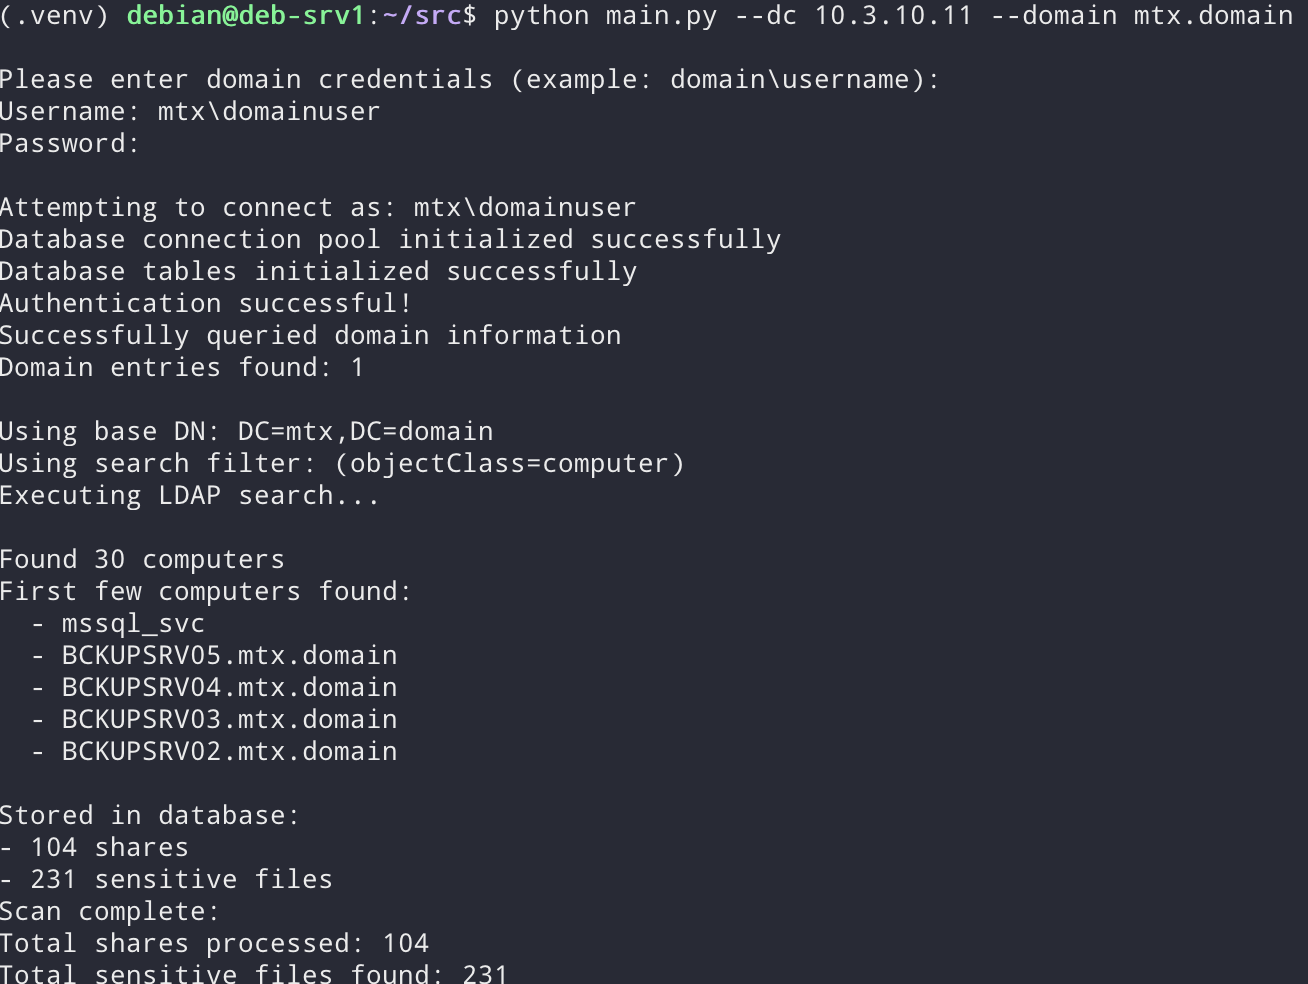 (.venv) debian@deb-srv1:~/src$ python main.py --dc 10.3.10.11 --domain mtx.domain
Please enter domain credentials (example: domain\username):
Username: mtx\domainuser
Password:
Attempting to connect as: mtx\domainuser
Database connection pool initialized successfully
Database tables initialized successfully
Authentication successful!
Successfully queried domain information
Domain entries found: 1
Using base DN: DC=mtx,DC=domain
Using search filter: (objectClass=computer)
Executing LDAP search...
Found 30 computers
First few computers found:
  - mssql_svc
  - BCKUPSRV05.mtx.domain
  - BCKUPSRV04.mtx.domain
  - BCKUPSRV03.mtx.domain
  - BCKUPSRV02.mtx.domain
Stored in database:
- 104 shares
- 231 sensitive files
Scan complete:
Total shares processed: 104
Total sensitive files found: 231